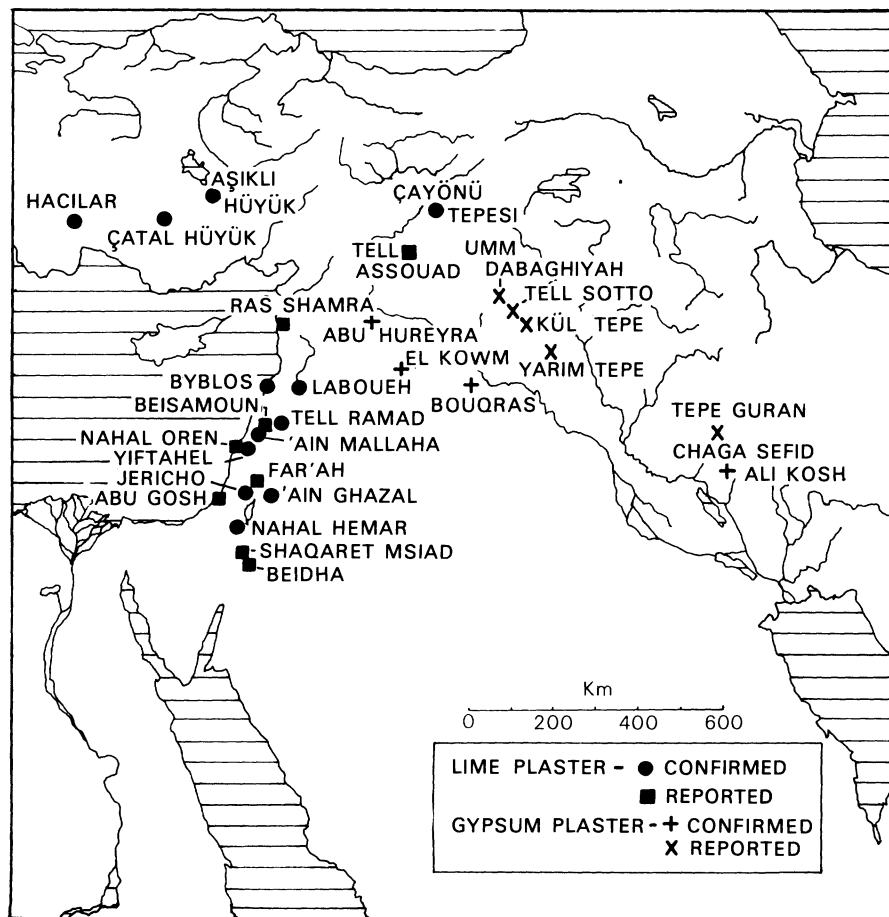 AŞIKLI
HÜYÜK
HACILAR
ÇATAL HÜYÜK
ÇAYÖNÜ
TEPESI
TELL
ASSOUAD
UMM
DABAGHIYAH
TELL SOTTO
KÜL TEPE
YARIM TEPE
RAS SHAMRA
ABU HUREYRA
EL KOWM
BOUQRAS
BYBLOS
LABOUEH
BEISAMOUN
TELL RAMAD
'AIN MALLAHA
NAHAL OREN
YIFTAHEL
FAR'AH
JERICHO
ABU GOSH
'AIN GHAZAL
NAHAL HEMAR
SHAQARET MSIAD
BEIDHA
TEPE GURAN
CHAGA SEFID
ALI KOSH
Km
0 200 400 600
LIME PLASTER - CONFIRMED
REPORTED
GYPSUM PLASTER - + CONFIRMED
X REPORTED